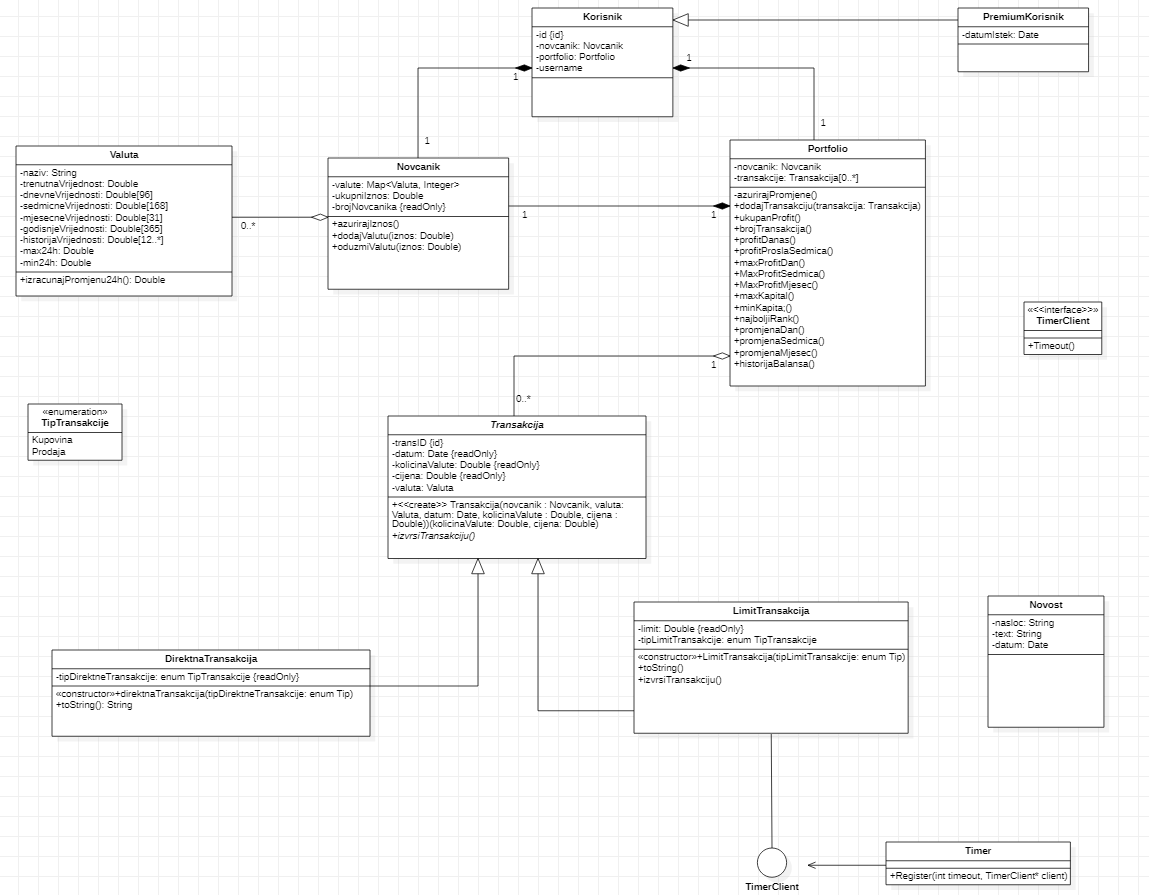 Korisnik
-id {id}
-novcanik: Novcanik
-portfolio: Portfolio
-username
PremiumKorisnik
-datumIstek: Date
1
1
1
1
Valuta
-naziv: String
-trenutnaVrijednost: Double
-dnevneVrijednosti: Double[96]
-sedmicneVrijednosti: Double[168]
-mjesecneVrijednosti: Double[31]
-godisnjeVrijednosti: Double[365]
-historijaVrijednosti: Double[12..*]
-max24h: Double
-min24h: Double
+izracunajPromjenu24h(): Double
0..*
Novcanik
-valute: Map<Valuta, Integer>
-ukupniIznos: Double
-brojNovcanika {readOnly}
+azurirajIznos()
+dodajValutu(iznos: Double)
+oduzmiValutu(iznos: Double)
1
1
Portfolio
-novcanik: Novcanik
-transakcije: Transakcija[0..*]
-azurirajPromjene()
+dodajTransakciju(transakcija: Transakcija)
+ukupanProfit()
+brojTransakcija()
+profitDanas()
+profitProslaSedmica()
+maxProfitDan()
+MaxProfitSedmica()
+MaxProfitMjesec()
+maxKapital()
+minKapita;()
+najboljiRank()
+promjenaDan()
+promjenaSedmica()
+promjenaMjesec()
+historijaBalansa()
1
0..*
«<<interface>>»
TimerClient
+Timeout()
«enumeration»
TipTransakcije
Kupovina
Prodaja
Transakcija
-transID {id}
-datum: Date {readOnly}
-kolicinaValute: Double {readOnly}
-cijena: Double {readOnly}
-valuta: Valuta
+<<create>> Transakcija(novcanik : Novcanik, valuta:
Valuta, datum: Date, kolicinaValute : Double, cijena :
Double))(kolicinaValute: Double, cijena: Double)
+izvrsiTransakciju()
DirektnaTransakcija
-tipDirektneTransakcije: enum TipTransakcije {readOnly}
«constructor»+direktnaTransakcija(tipDirektneTransakcije: enum Tip)
+toString(): String
LimitTransakcija
-limit: Double {readOnly}
-tipLimitTransakcije: enum TipTransakcije
«constructor»+LimitTransakcija(tipLimitTransakcije: enum Tip)
+toString()
+izvrsiTransakciju()
Novost
-nasloc: String
-text: String
-datum: Date
TimerClient
Timer
+Register(int timeout, TimerClient* client)